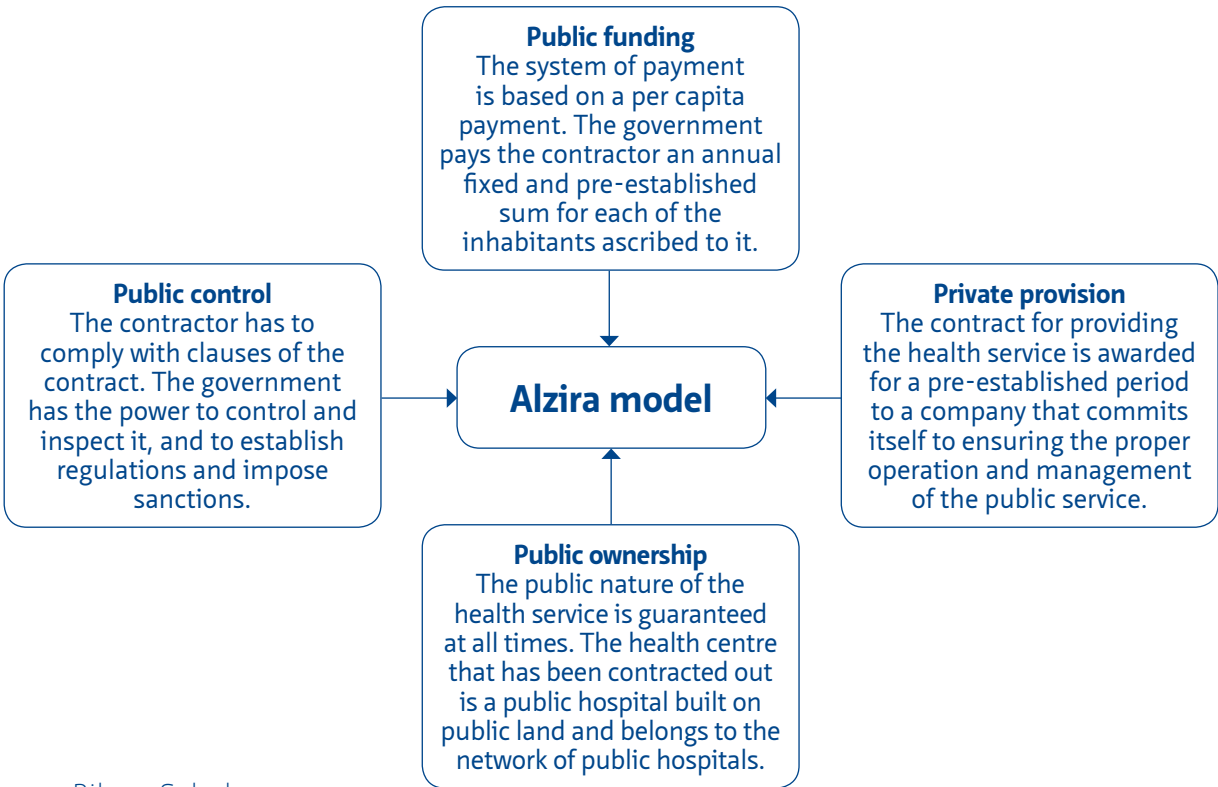 Public funding
The system of payment
is based on a per capita
payment. The government
pays the contractor an annual
fixed and pre-established
sum for each of the
inhabitants ascribed to it.
Public control
The contractor has to
comply with clauses of the
contract. The government
has the power to control and
inspect it, and to establish
regulations and impose
sanctions.
Alzira model
Private provision
The contract for providing
the health service is awarded
for a pre-established period
to a company that commits
itself to ensuring the proper
operation and management
of the public service.
Public ownership
The public nature of the
health service is guaranteed
at all times. The health centre
that has been contracted out
is a public hospital built on
public land and belongs to the
network of public hospitals.